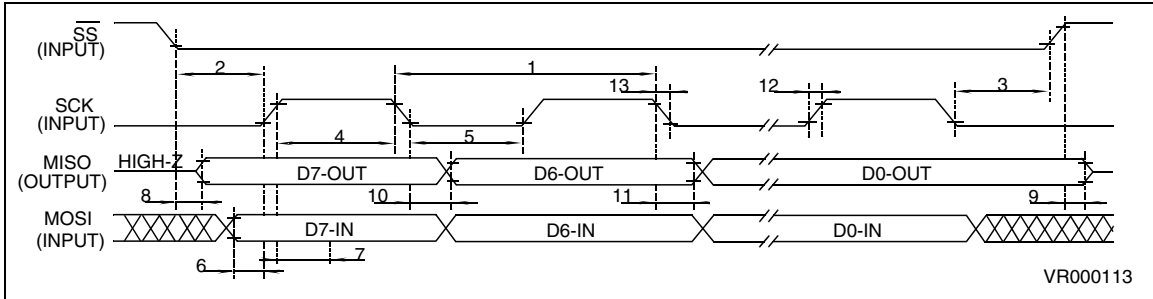 SS
(INPUT)
2
1
13
12
3
SCK
(INPUT)
4
5
MISO
(OUTPUT)
HIGH-Z
D7-OUT
D6-OUT
D0-OUT
8
10
11
9
MOSI
(INPUT)
D7-IN
D6-IN
D0-IN
6
7
VR000113